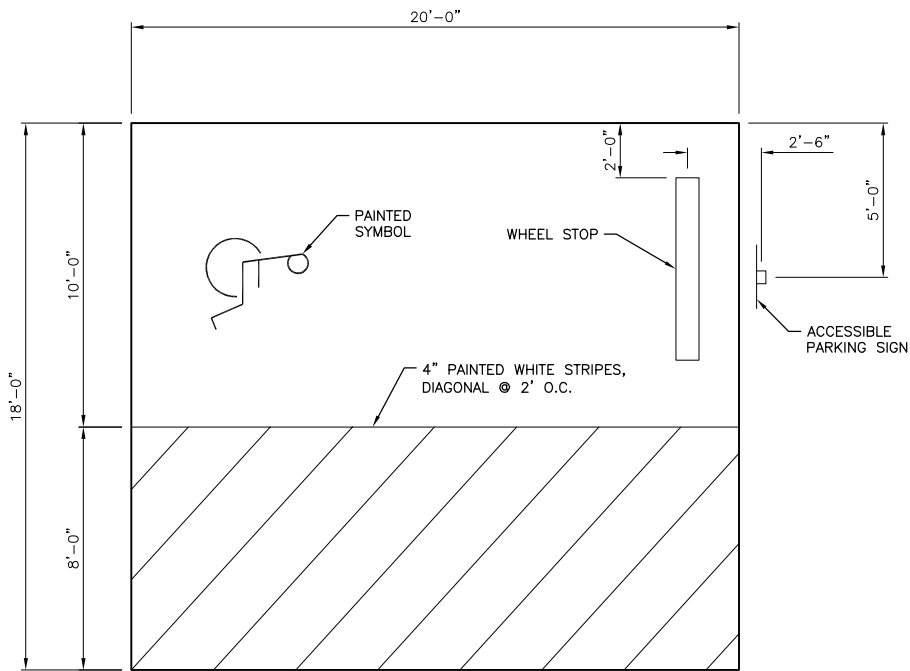 20'-0"
2'-0"
2'-6"
5'-0"
PAINTED
SYMBOL
WHEEL STOP
10'-0"
ACCESSIBLE
PARKING SIGN
4" PAINTED WHITE STRIPES,
DIAGONAL @ 2' O.C.
18'-0"
8'-0"